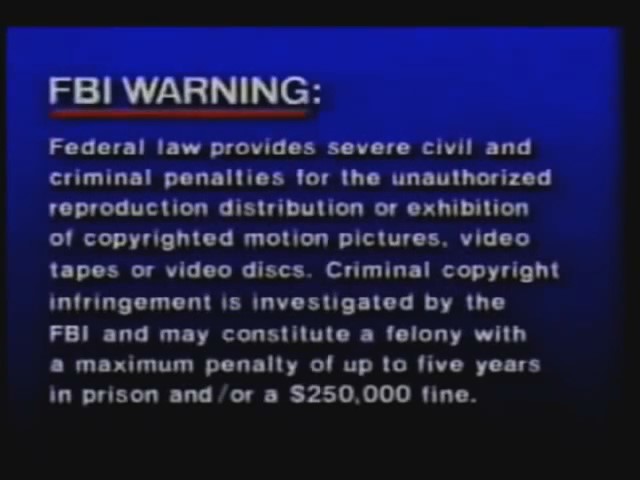 FBI WARNING:
Federal law provides severe civil and
criminal penalties for the unauthorized
reproduction distribution or exhibition
of copyrighted motion pictures, video
tapes or video discs. Criminal copyright
infringement is investigated by the
FBI and may constitute a felony with
a maximum penalty of up to five years
in prison and/or a $250,000 fine.